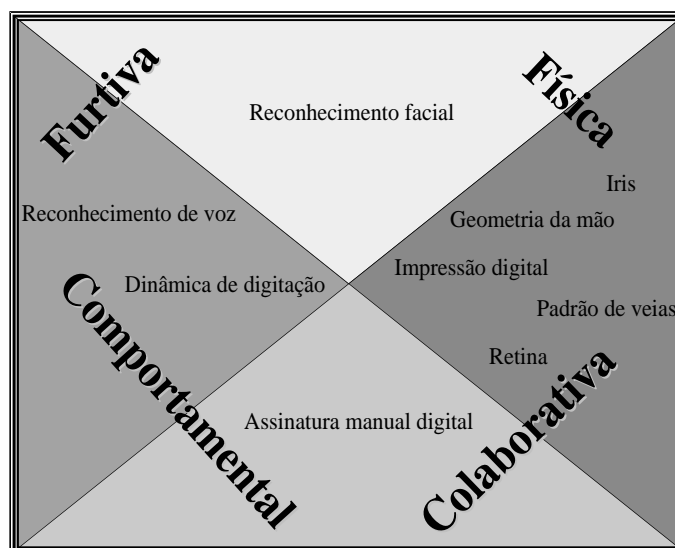 Furtiva
Física
Reconhecimento facial
Iris
Reconhecimento de voz
Geometria da mão
Impressão digital
Dinâmica de digitação
Padrão de veias
Retina
Comportamental
Assinatura manual digital
Colaborativa